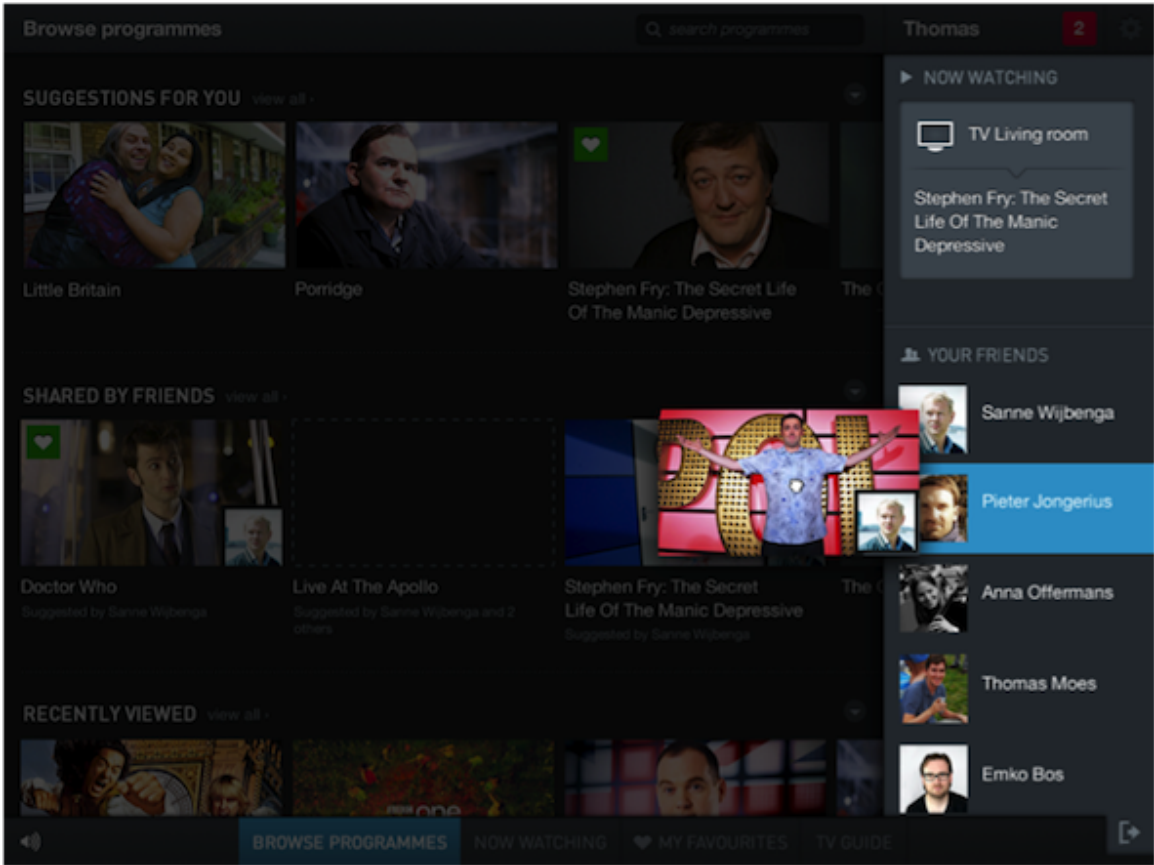 Browse programmes
search programmes
Thomas
2
SUGGESTIONS FOR YOU view all ›
Little Britain
Porridge
Stephen Fry: The Secret Life
Of The Manic Depressive
The
NOW WATCHING
TV Living room
Stephen Fry: The Secret
Life Of The Manic
Depressive
YOUR FRIENDS
Sanne Wijbenga
Pieter Jongerius
Anna Offermans
Thomas Moes
Emko Bos
SHARED BY FRIENDS view all ›
Doctor Who
Suggested by Sanne Wijbenga
Live At The Apollo
Suggested by Sanne Wijbenga and 2
others
Stephen Fry: The Secret
Life Of The Manic Depressive
Suggested by Sanne Wijbenga
The
POL
RECENTLY VIEWED view all ›
one
BROWSE PROGRAMMES
NOW WATCHING
MY FAVOURITES
TV GUIDE